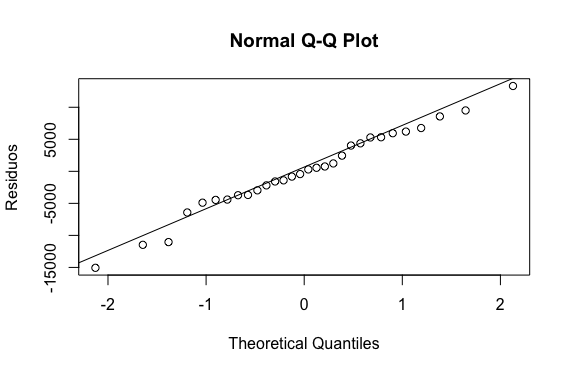 Normal Q-Q Plot
Residuos
5000
-5000
-15000
-2
-1
0
1
2
Theoretical Quantiles